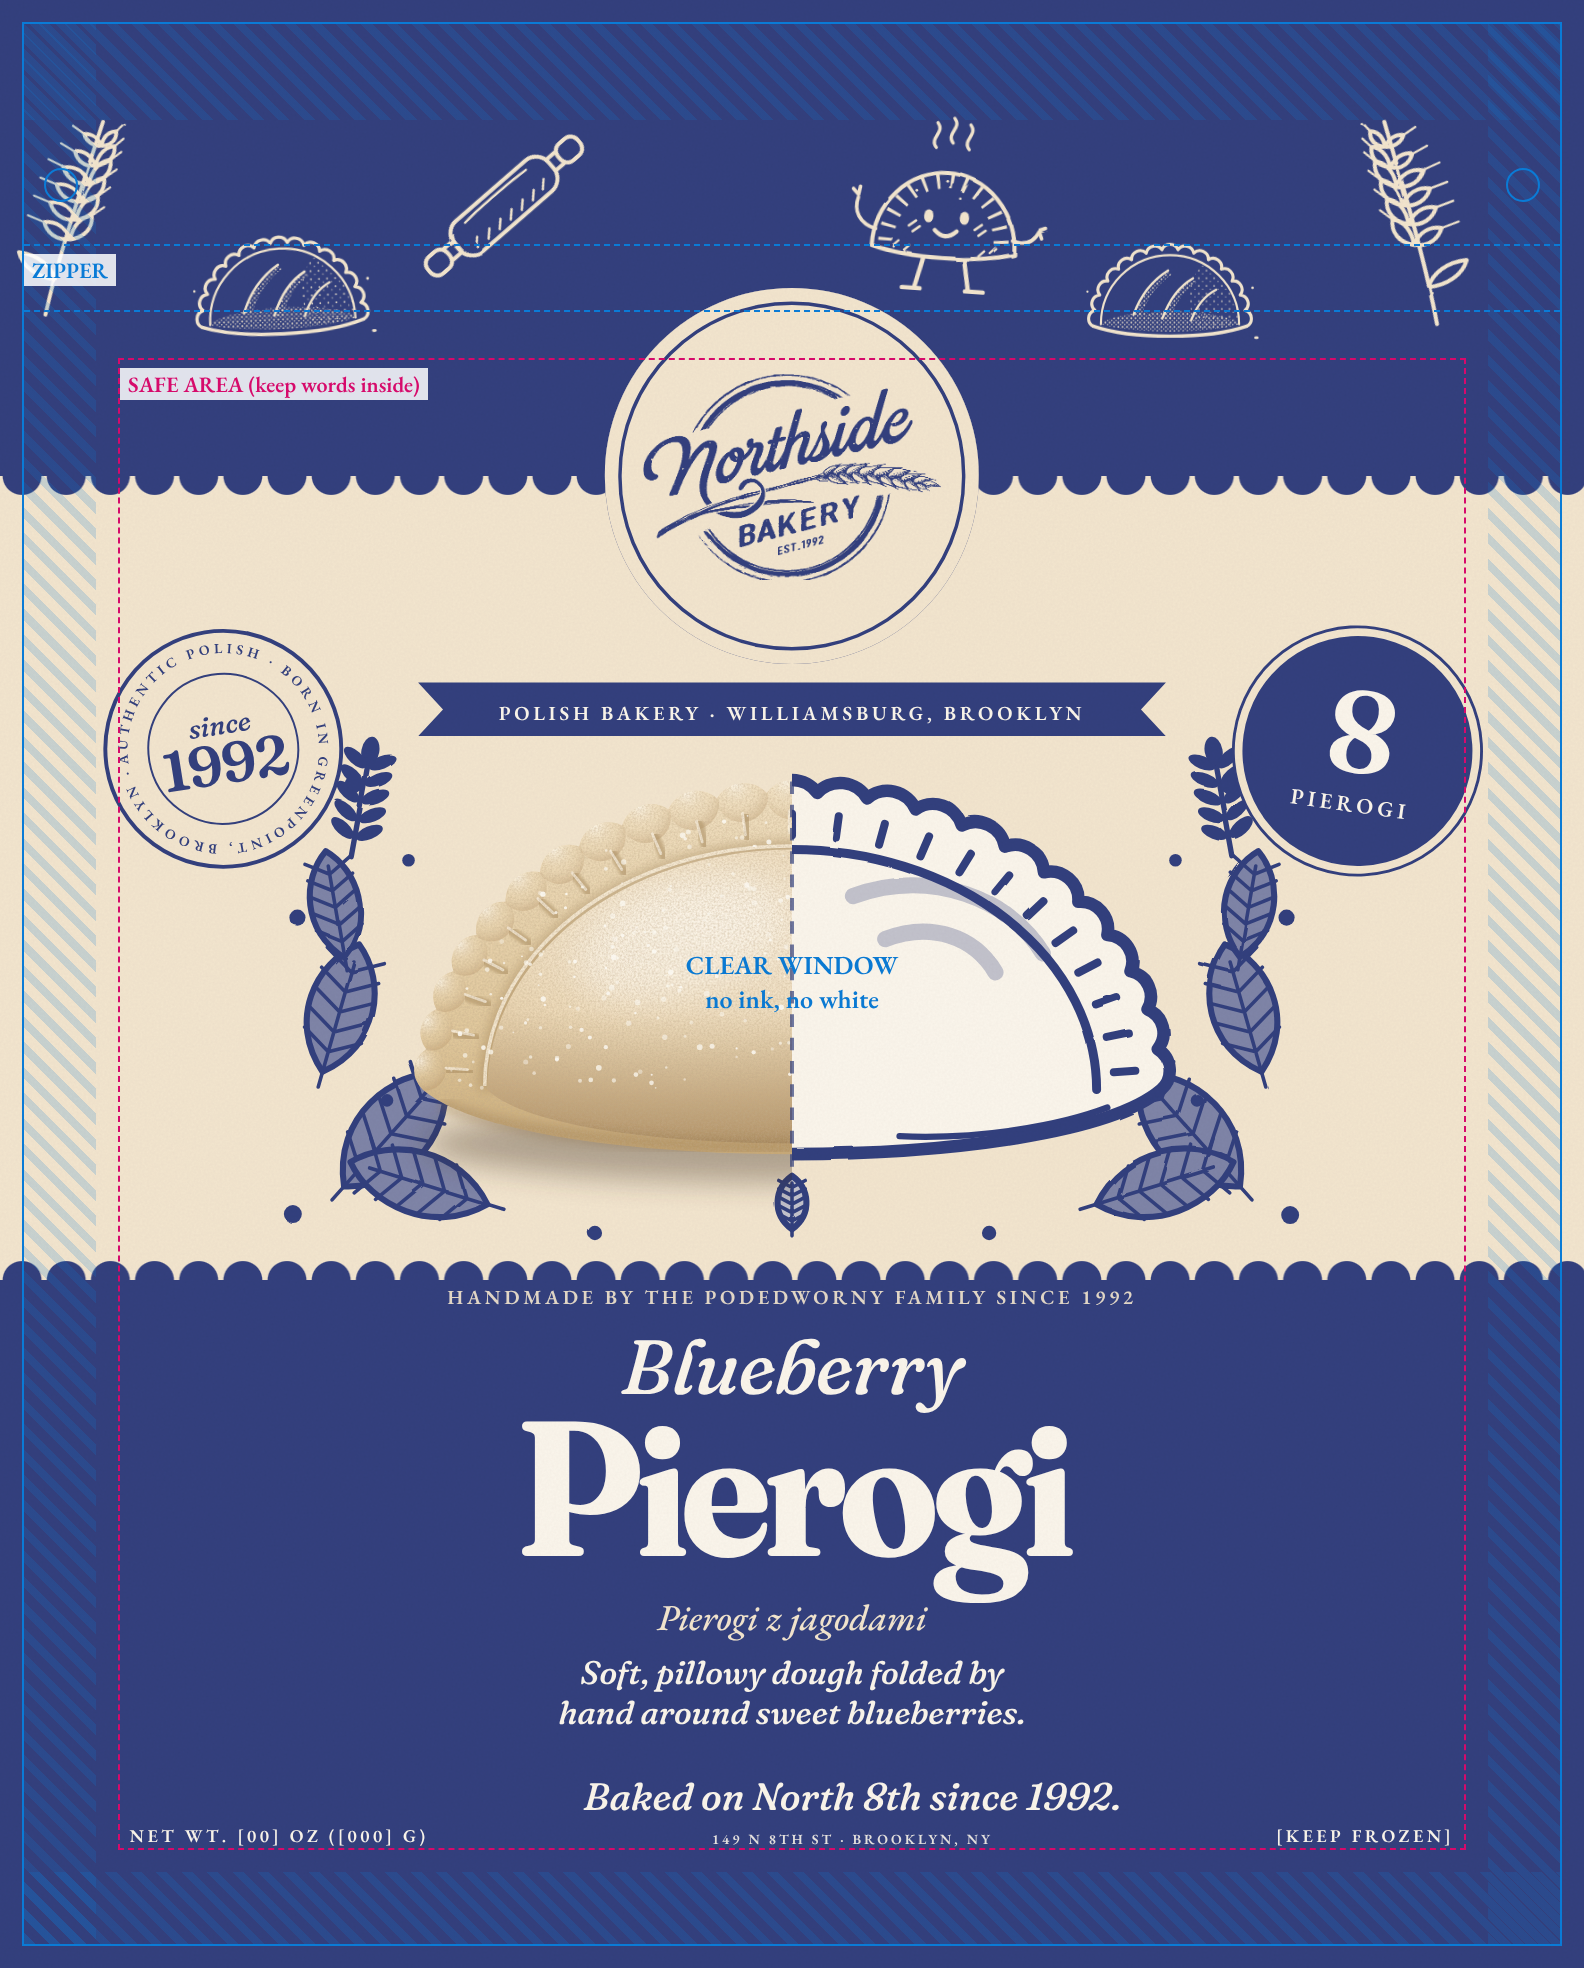 ZIPPER
SAFE AREA (keep words inside)
Northside
BAKERY
EST. 1992
AUTHENTIC POLISH · BORN IN GREENPOINT, BROOKLYN ·
since
1992
POLISH BAKERY · WILLIAMSBURG, BROOKLYN
8
PIEROGI
CLEAR WINDOW
no ink, no white
HANDMADE BY THE PODEDWORNY FAMILY SINCE 1992
Blueberry
Pierogi
Pierogi z jagodami
Soft, pillowy dough folded by
hand around sweet blueberries.
Baked on North 8th since 1992.
NET WT. [00] OZ ([000] G)
149 N 8TH ST · BROOKLYN, NY
[KEEP FROZEN]